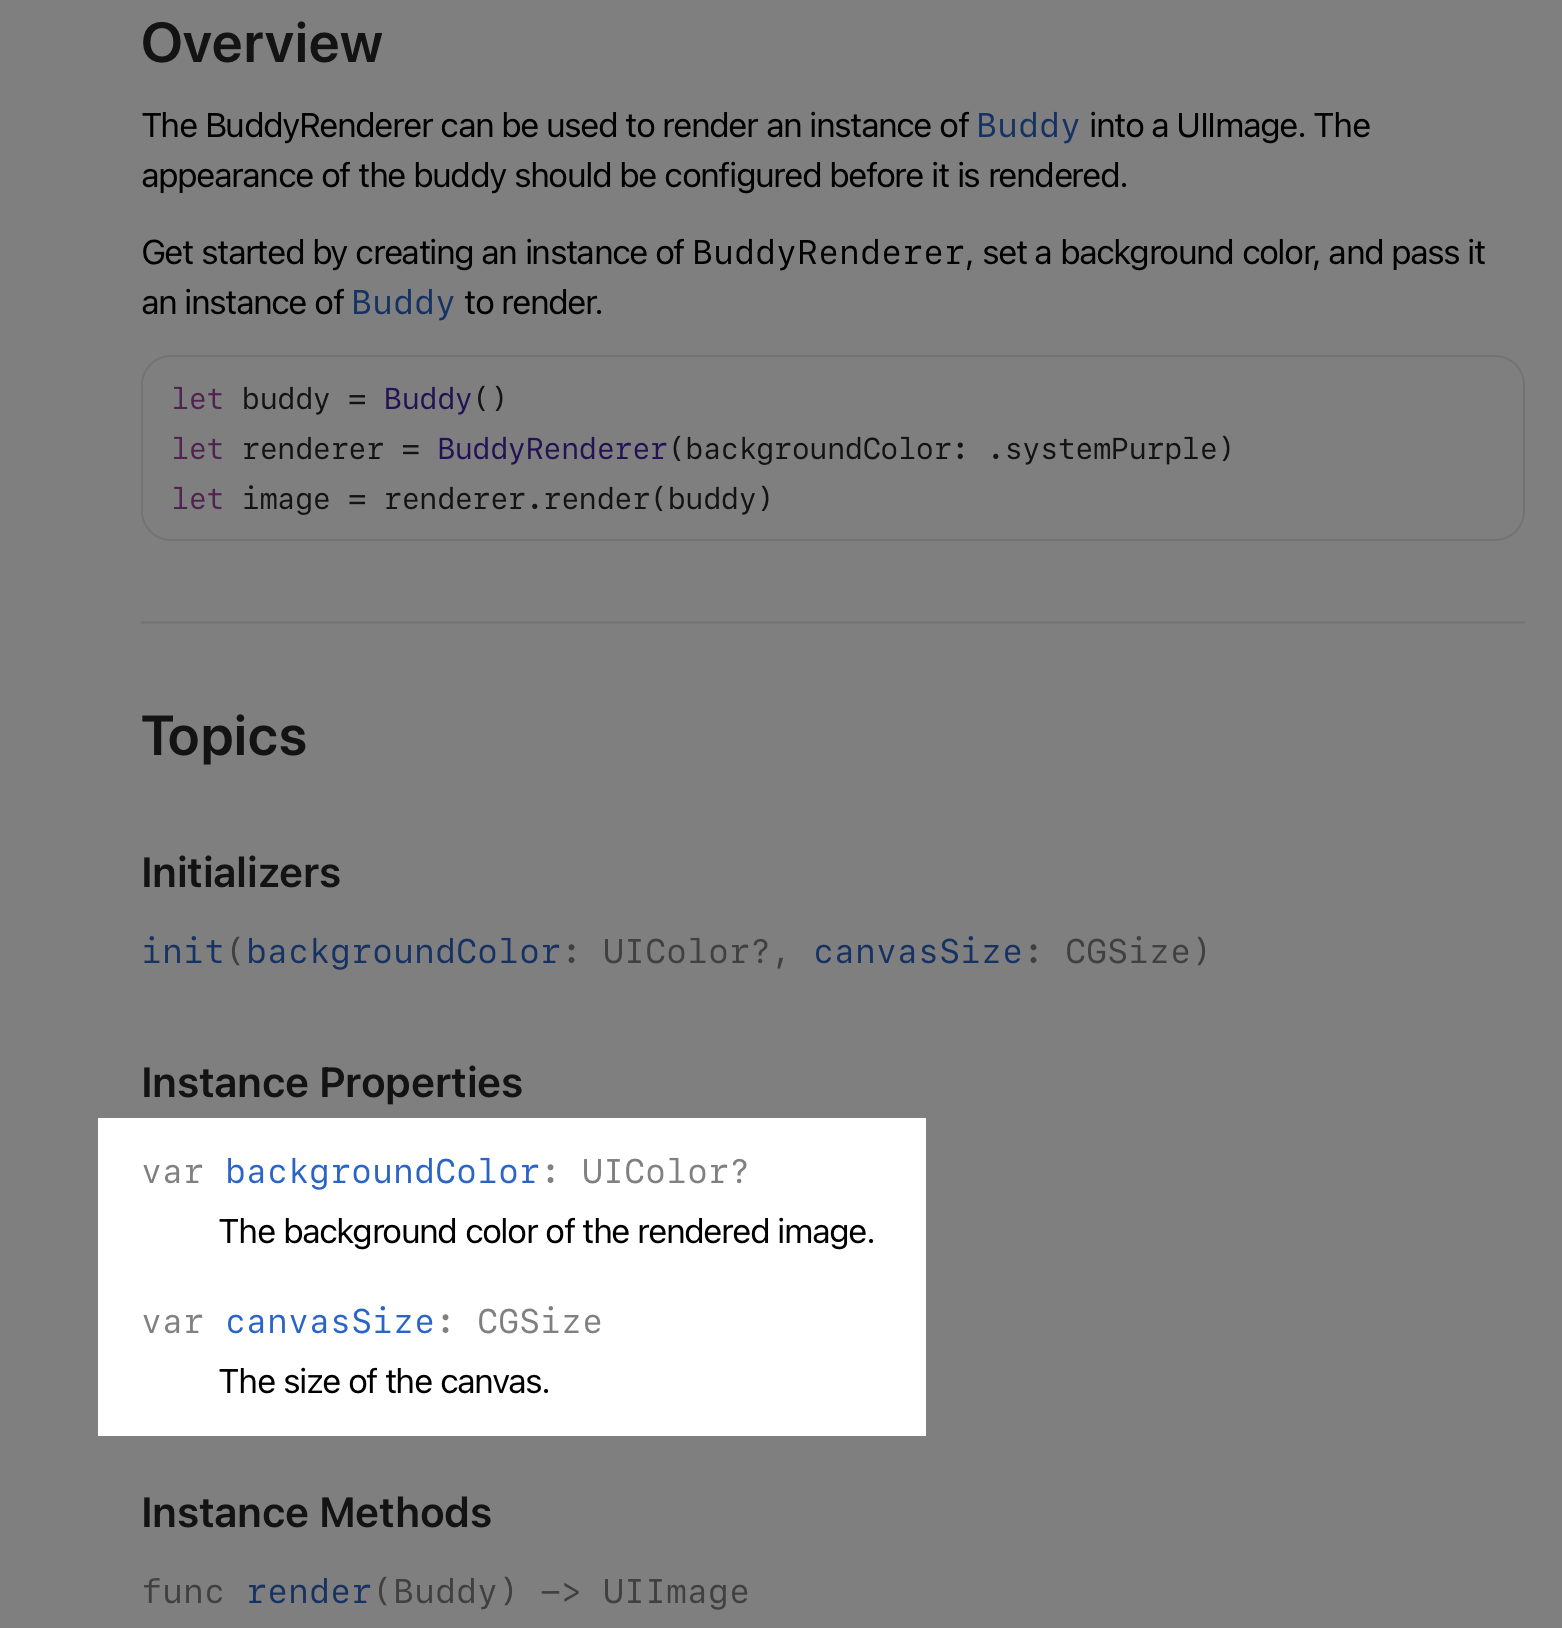 Overview
The BuddyRenderer can be used to render an instance of Buddy into a UIImage. The
appearance of the buddy should be configured before it is rendered.
Get started by creating an instance of BuddyRenderer, set a background color, and pass it
an instance of Buddy to render.
let buddy = Buddy()
let renderer = BuddyRenderer(backgroundColor: .systemPurple)
let image = renderer.render(buddy)
Topics
Initializers
init(backgroundColor: UIColor?, canvasSize: CGSize)
Instance Properties
var backgroundColor: UIColor?
The background color of the rendered image.
var canvasSize: CGSize
The size of the canvas.
Instance Methods
func render(Buddy) -> UIImage